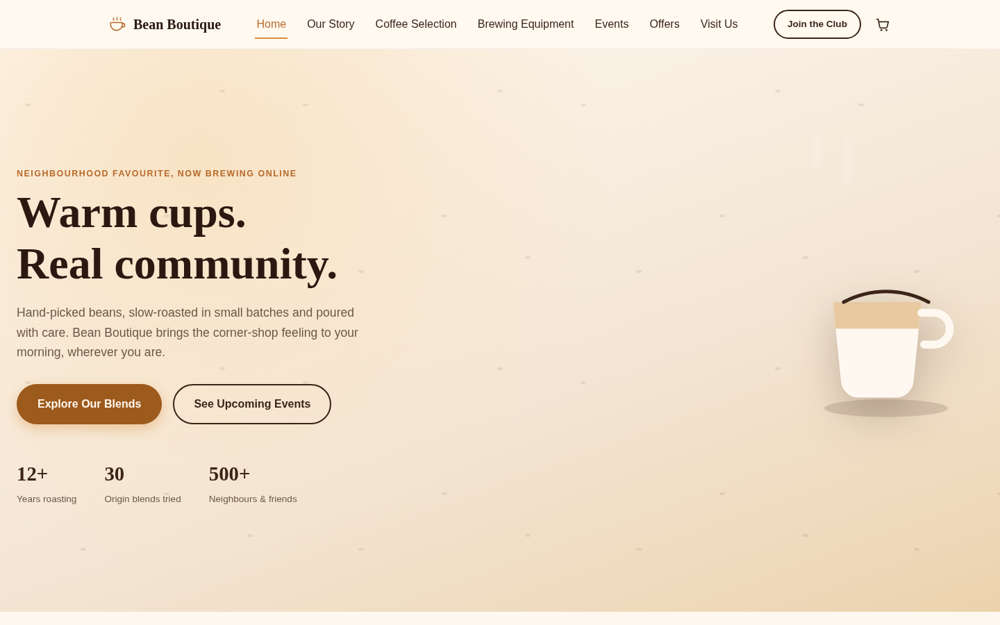 Bean Boutique
Home
Our Story
Coffee Selection
Brewing Equipment
Events
Offers
Visit Us
Join the Club
NEIGHBOURHOOD FAVOURITE, NOW BREWING ONLINE
Warm cups.
Real community.
Hand-picked beans, slow-roasted in small batches and poured
with care. Bean Boutique brings the corner-shop feeling to your
morning, wherever you are.
Explore Our Blends
See Upcoming Events
12+
Years roasting
30
Origin blends tried
500+
Neighbours & friends